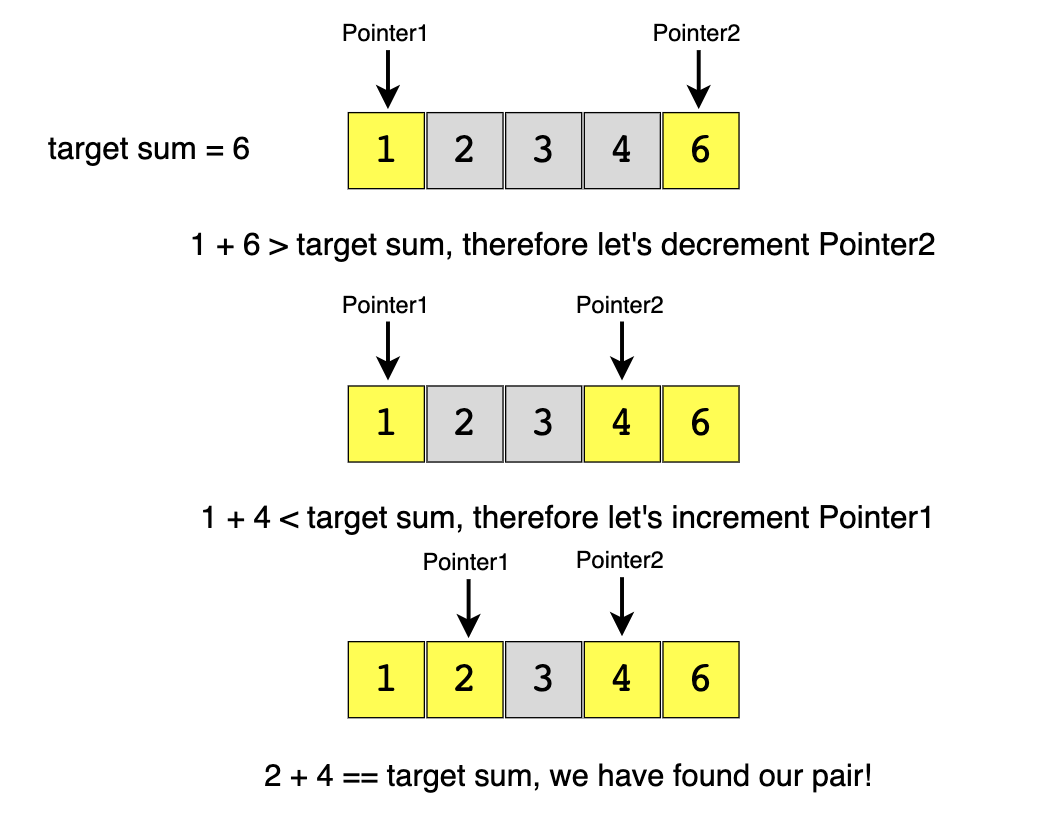 Pointer1 Pointer2
target sum = 6 1 2 3 4 6
1 + 6 > target sum, therefore let's decrement Pointer2
Pointer1 Pointer2
1 2 3 4 6
1 + 4 < target sum, therefore let's increment Pointer1
Pointer1 Pointer2
1 2 3 4 6
2 + 4 == target sum, we have found our pair!